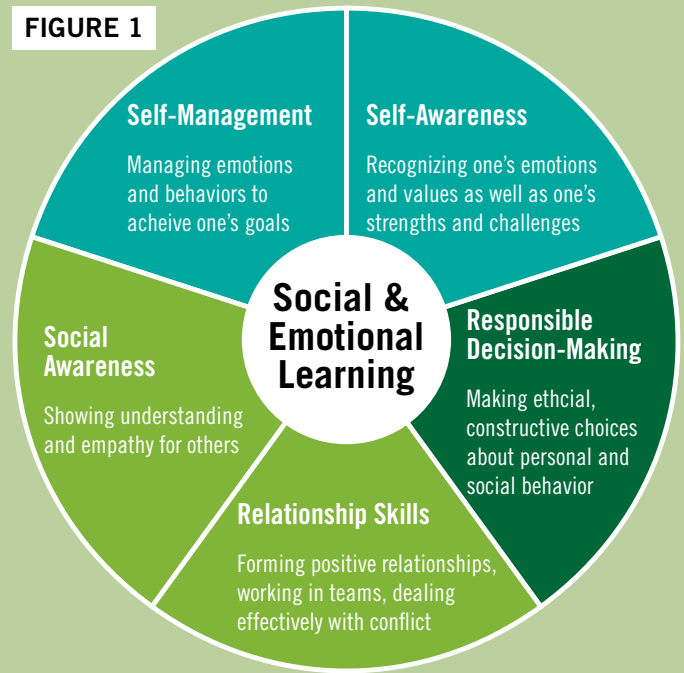 FIGURE 1
Self-Management
Managing emotions
and behaviors to
acheive one's goals
Self-Awareness
Recognizing one's emotions
and values as well as one's
strengths and challenges
Social &
Emotional
Learning
Responsible
Decision-Making
Making ethcial,
constructive choices
about personal and
social behavior
Social
Awareness
Showing understanding
and empathy for others
Relationship Skills
Forming positive relationships,
working in teams, dealing
effectively with conflict